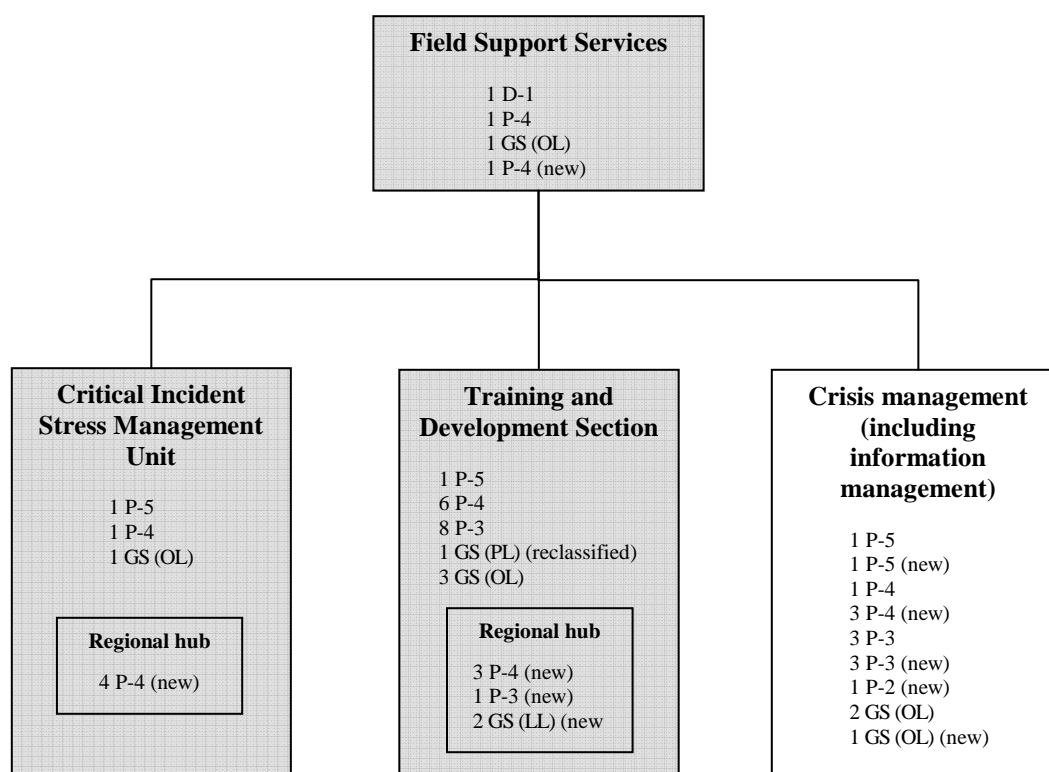 Field Support Services
1 D-1
1 P-4
1 GS (OL)
1 P-4 (new)
Critical Incident
Stress Management
Unit
1 P-5
1 P-4
1 GS (OL)
Regional hub
4 P-4 (new)
Training and
Development Section
1 P-5
6 P-4
8 P-3
1 GS (PL) (reclassified)
3 GS (OL)
Regional hub
3 P-4 (new)
1 P-3 (new)
2 GS (LL) (new
Crisis management
(including
information
management)
1 P-5
1 P-5 (new)
1 P-4
3 P-4 (new)
3 P-3
3 P-3 (new)
1 P-2 (new)
2 GS (OL)
1 GS (OL) (new)